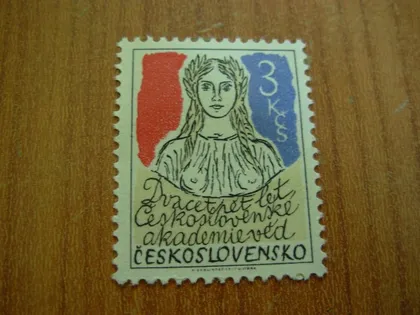 3
Kčs
Dvacet pět let
Československé
akademie věd
ČESKOSLOVENSKO